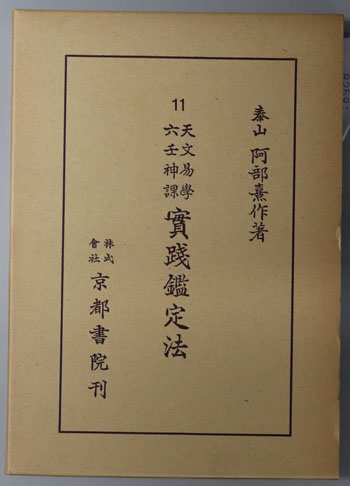 泰山 阿部熹作著
11
天文易學
六壬神課
實踐鑑定法
株式
會社
京都書院刊